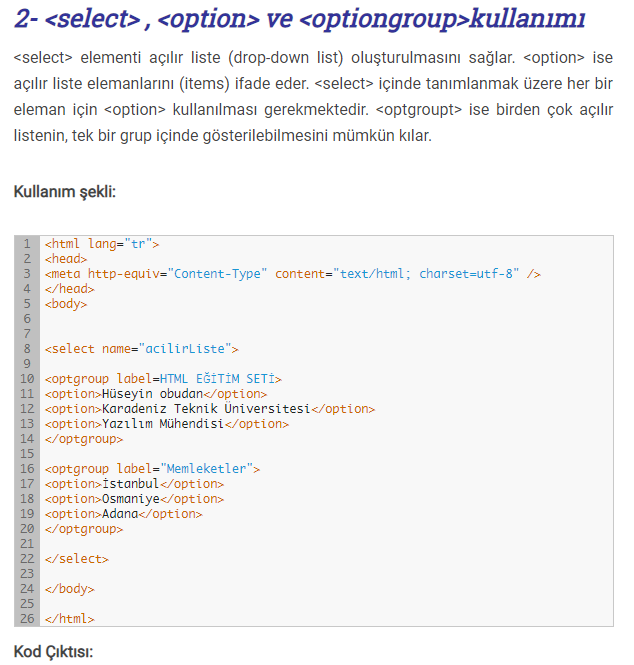 2- <select> , <option> ve <optiongroup>kullanımı
<select> elementi açılır liste (drop-down list) oluşturulmasını sağlar. <option> ise
açılır liste elemanlarını (items) ifade eder. <select> içinde tanımlanmak üzere her bir
eleman için <option> kullanılması gerekmektedir. <optgroupt> ise birden çok açılır
listenin, tek bir grup içinde gösterilebilmesini mümkün kılar.
Kullanım şekli:
1 <html lang="tr">
2 <head>
3 <meta http-equiv="Content-Type" content="text/html; charset=utf-8" />
4 </head>
5 <body>
6
7
8 <select name="acilirListe">
9
10 <optgroup label=HTML EĞİTİM SETİ>
11 <option>Hüseyin obudan</option>
12 <option>Karadeniz Teknik Üniversitesi</option>
13 <option>Yazılım Mühendisi</option>
14 </optgroup>
15
16 <optgroup label="Memleketler">
17 <option>İstanbul</option>
18 <option>Osmaniye</option>
19 <option>Adana</option>
20 </optgroup>
21
22 </select>
23
24 </body>
25
26 </html>
Kod Çıktısı: